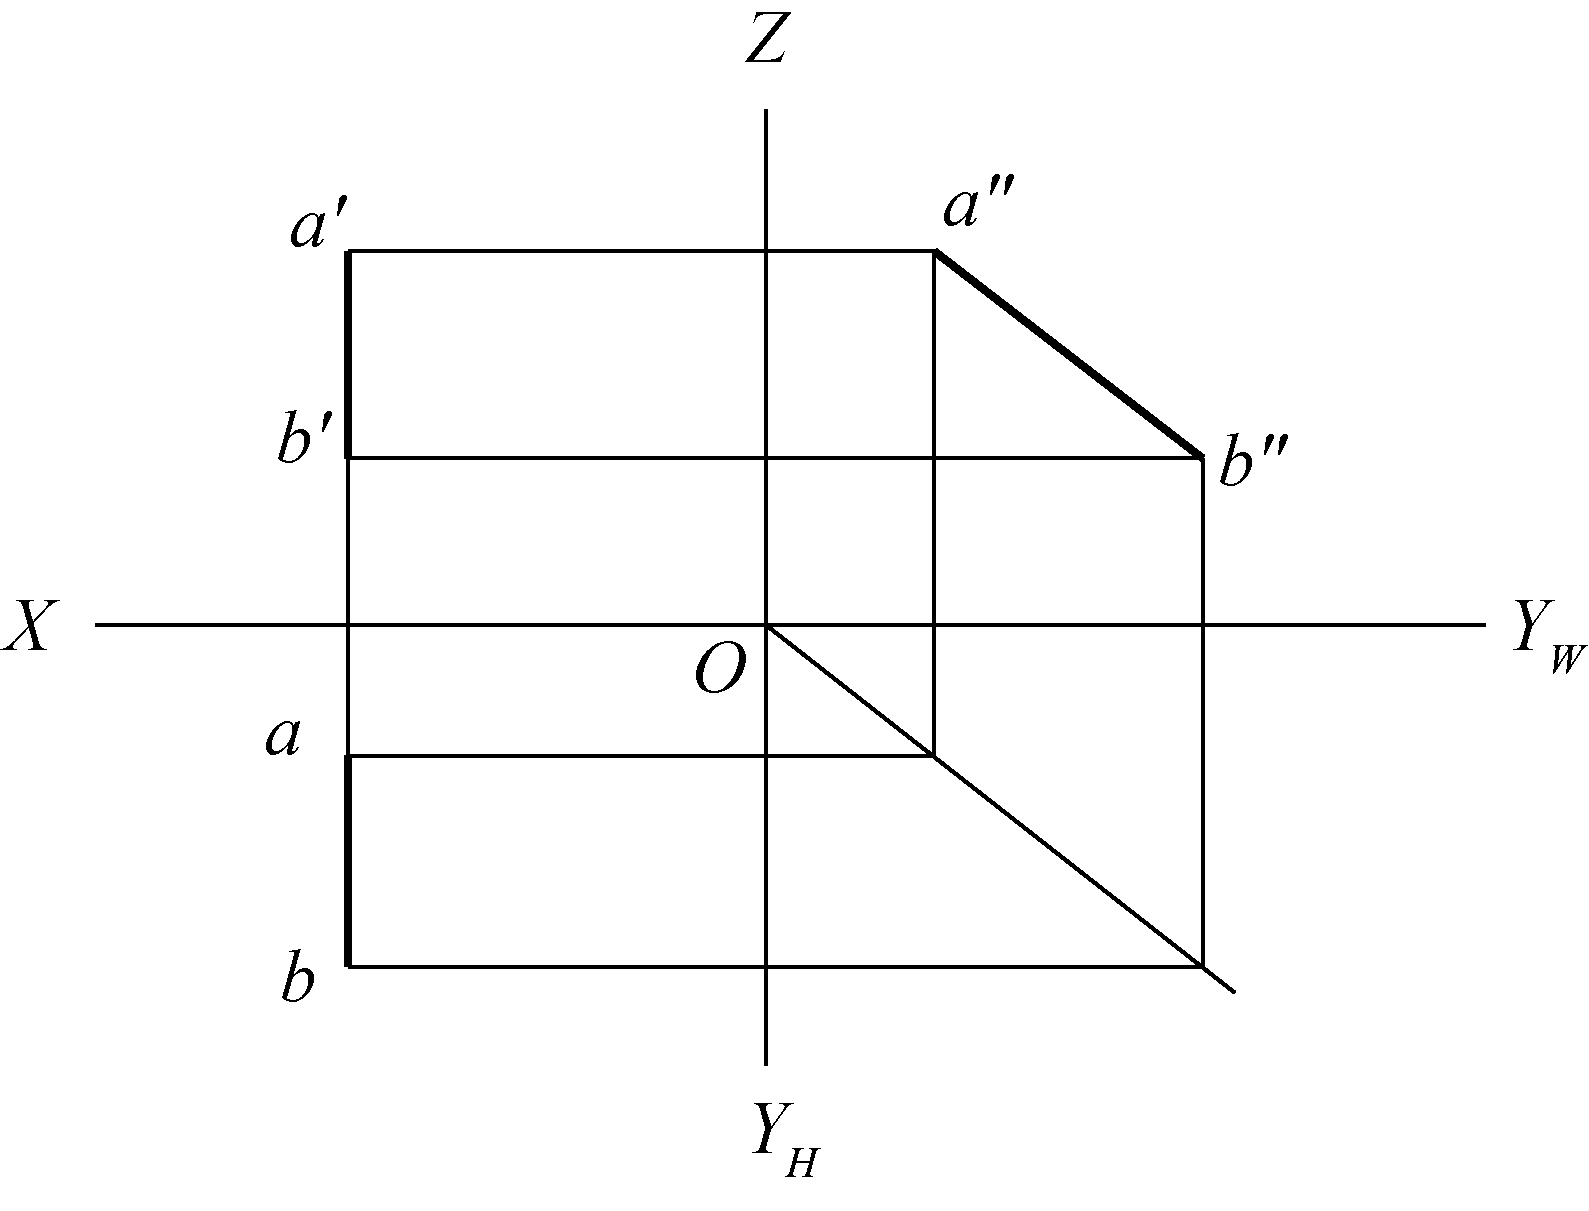 Z
a′ a″
b′ b″
X O Y_W
a
b
Y_H